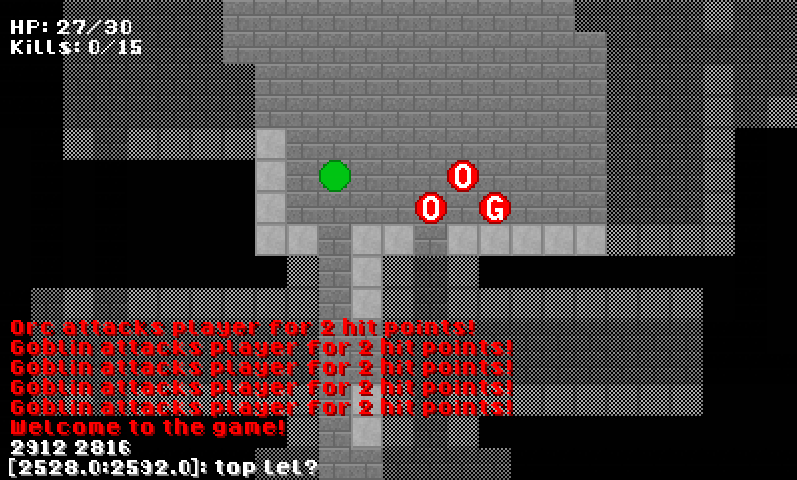 HP: 27/30
Kills: 0/15
O
O G
Orc attacks player for 2 hit points!
Goblin attacks player for 2 hit points!
Goblin attacks player for 2 hit points!
Goblin attacks player for 2 hit points!
Goblin attacks player for 2 hit points!
Welcome to the game!
2912 2816
[2528.0:2592.0]: top LeL?